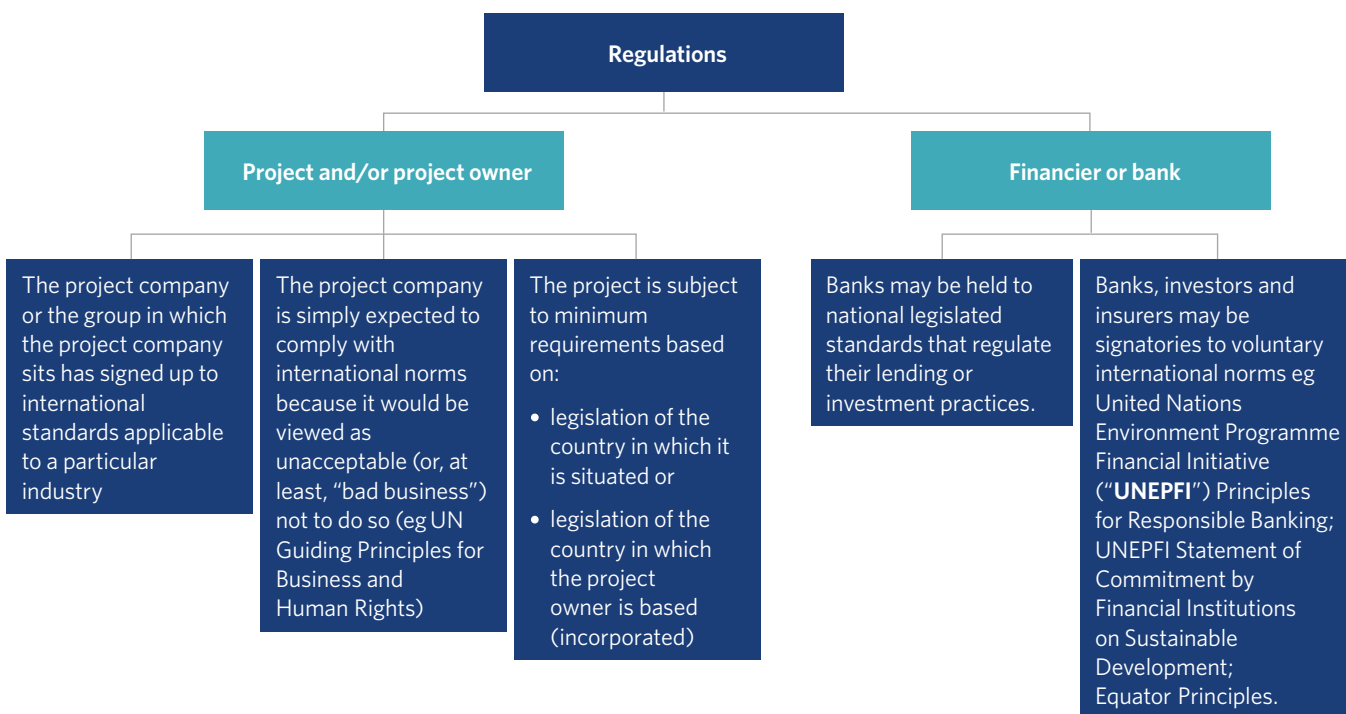 Regulations
Project and/or project owner
Financier or bank
The project company
or the group in which
the project company
sits has signed up to
international
standards applicable
to a particular
industry
The project company
is simply expected to
comply with
international norms
because it would be
viewed as
unacceptable (or, at
least, “bad business”)
not to do so (eg UN
Guiding Principles for
Business and
Human Rights)
The project is subject
to minimum
requirements based
on:
• legislation of the
country in which it
is situated or
• legislation of the
country in which
the project
owner is based
(incorporated)
Banks may be held to
national legislated
standards that regulate
their lending or
investment practices.
Banks, investors and
insurers may be
signatories to voluntary
international norms eg
United Nations
Environment Programme
Financial Initiative
(“UNEPFI”) Principles
for Responsible Banking;
UNEPFI Statement of
Commitment by
Financial Institutions
on Sustainable
Development;
Equator Principles.